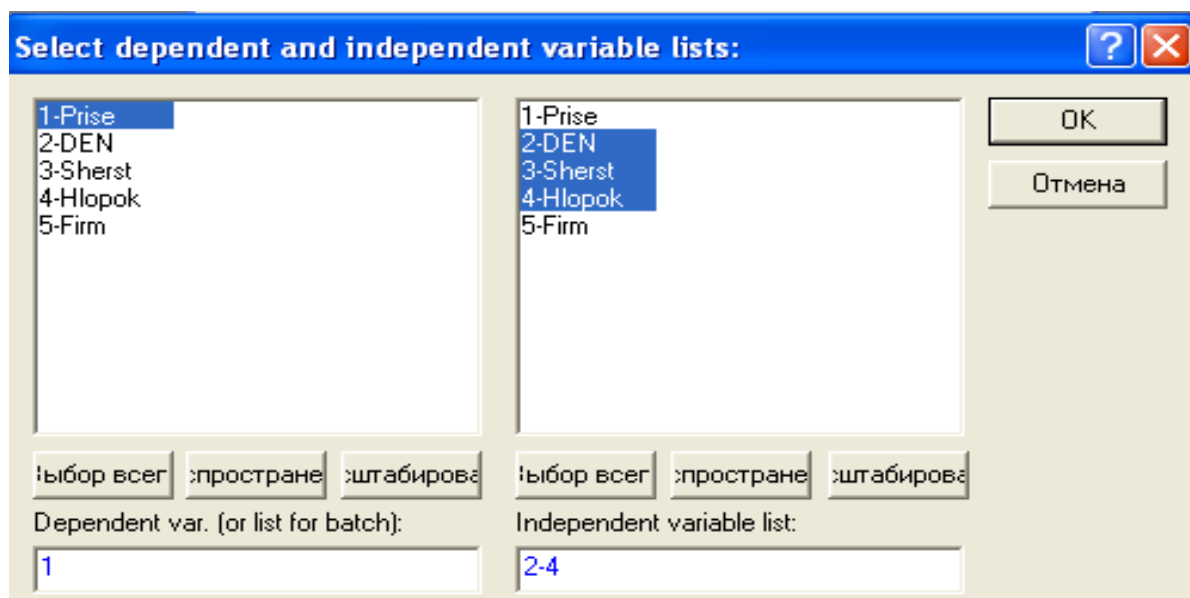 Select dependent and independent variable lists:
1-Prise
2-DEN
3-Sherst
4-Hlopok
5-Firm
1-Prise
2-DEN
3-Sherst
4-Hlopok
5-Firm
OK
Отмена
ыбор всег спространe штабирова
ыбор всег спространe штабирова
Dependent var. (or list for batch):
1
Independent variable list:
2-4